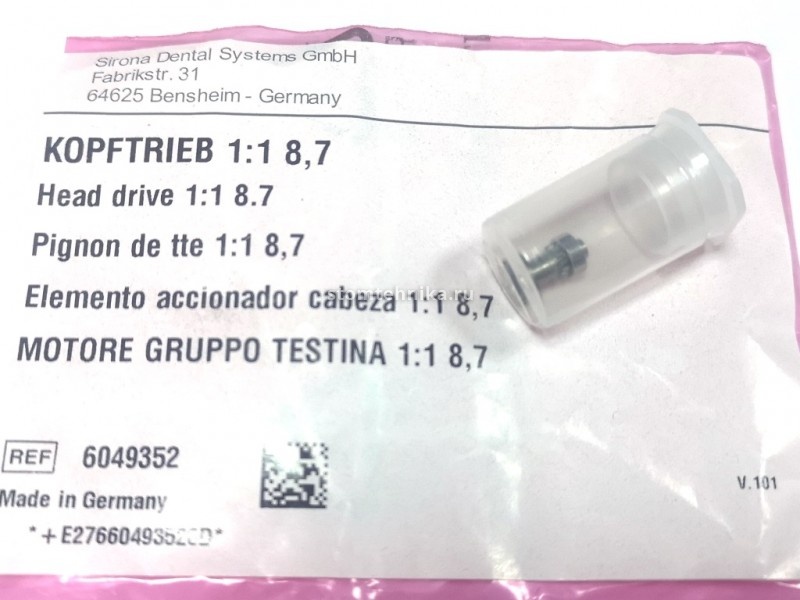 Sirona Dental Systems GmbH
Fabrikstr. 31
64625 Bensheim - Germany
KOPFTRIEB 1:1 8,7
Head drive 1:1 8.7
Pignon de tte 1:1 8,7
Elemento accionador cabeza 1:1 8,7
stomtehnika.ru
MOTORE GRUPPO TESTINA 1:1 8,7
REF 6049352
Made in Germany
V.101